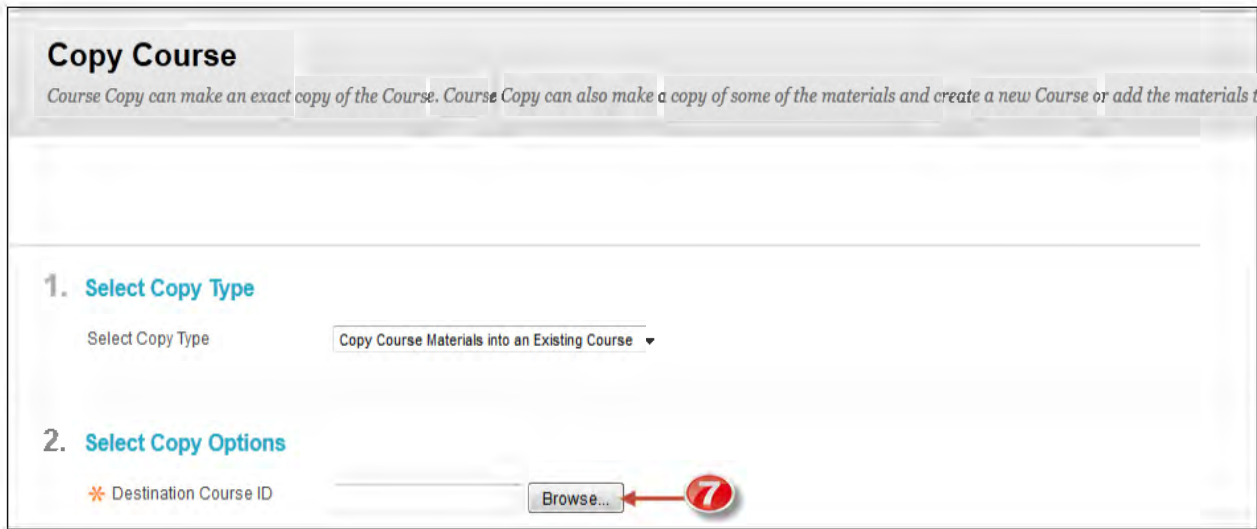 Copy Course
Course Copy can make an exact copy of the Course. Course Copy can also make a copy of some of the materials and create a new Course or add the materials t
1. Select Copy Type
Select Copy Type Copy Course Materials into an Existing Course
2. Select Copy Options
* Destination Course ID Browse... 7